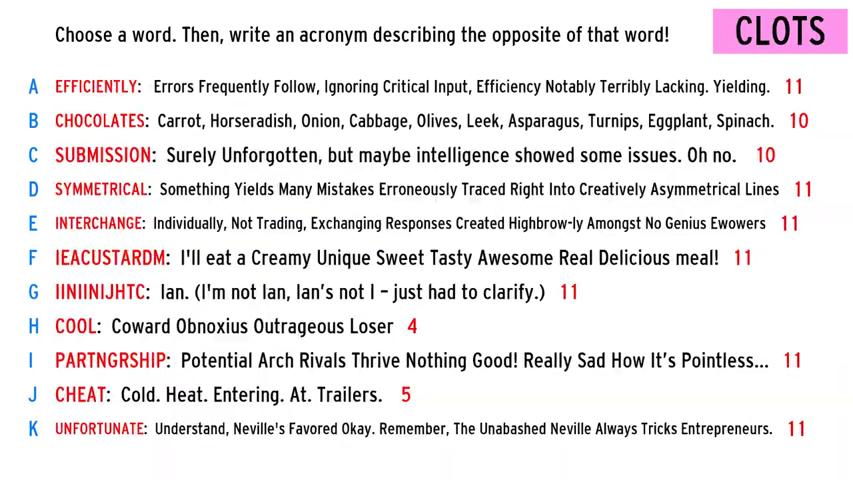 Choose a word. Then, write an acronym describing the opposite of that word!
CLOTS
A EFFICIENTLY: Errors Frequently Follow, Ignoring Critical Input, Efficiency Notably Terribly Lacking. Yielding. 11
B CHOCOLATES: Carrot, Horseradish, Onion, Cabbage, Olives, Leek, Asparagus, Turnips, Eggplant, Spinach. 10
C SUBMISSION: Surely Unforgotten, but maybe intelligence showed some issues. Oh no. 10
D SYMMETRICAL: Something Yields Many Mistakes Erroneously Traced Right Into Creatively Asymmetrical Lines 11
E INTERCHANGE: Individually, Not Trading, Exchanging Responses Created Highbrow-ly Amongst No Genius Ewowers 11
F IEACUSTARDM: I'll eat a Creamy Unique Sweet Tasty Awesome Real Delicious meal! 11
G IINIINIJHTC: Ian. (I'm not Ian, Ian's not I – just had to clarify.) 11
H COOL: Coward Obnoxius Outrageous Loser 4
I PARTNGRSHIP: Potential Arch Rivals Thrive Nothing Good! Really Sad How It's Pointless... 11
J CHEAT: Cold. Heat. Entering. At. Trailers. 5
K UNFORTUNATE: Understand, Neville's Favored Okay. Remember, The Unabashed Neville Always Tricks Entrepreneurs. 11